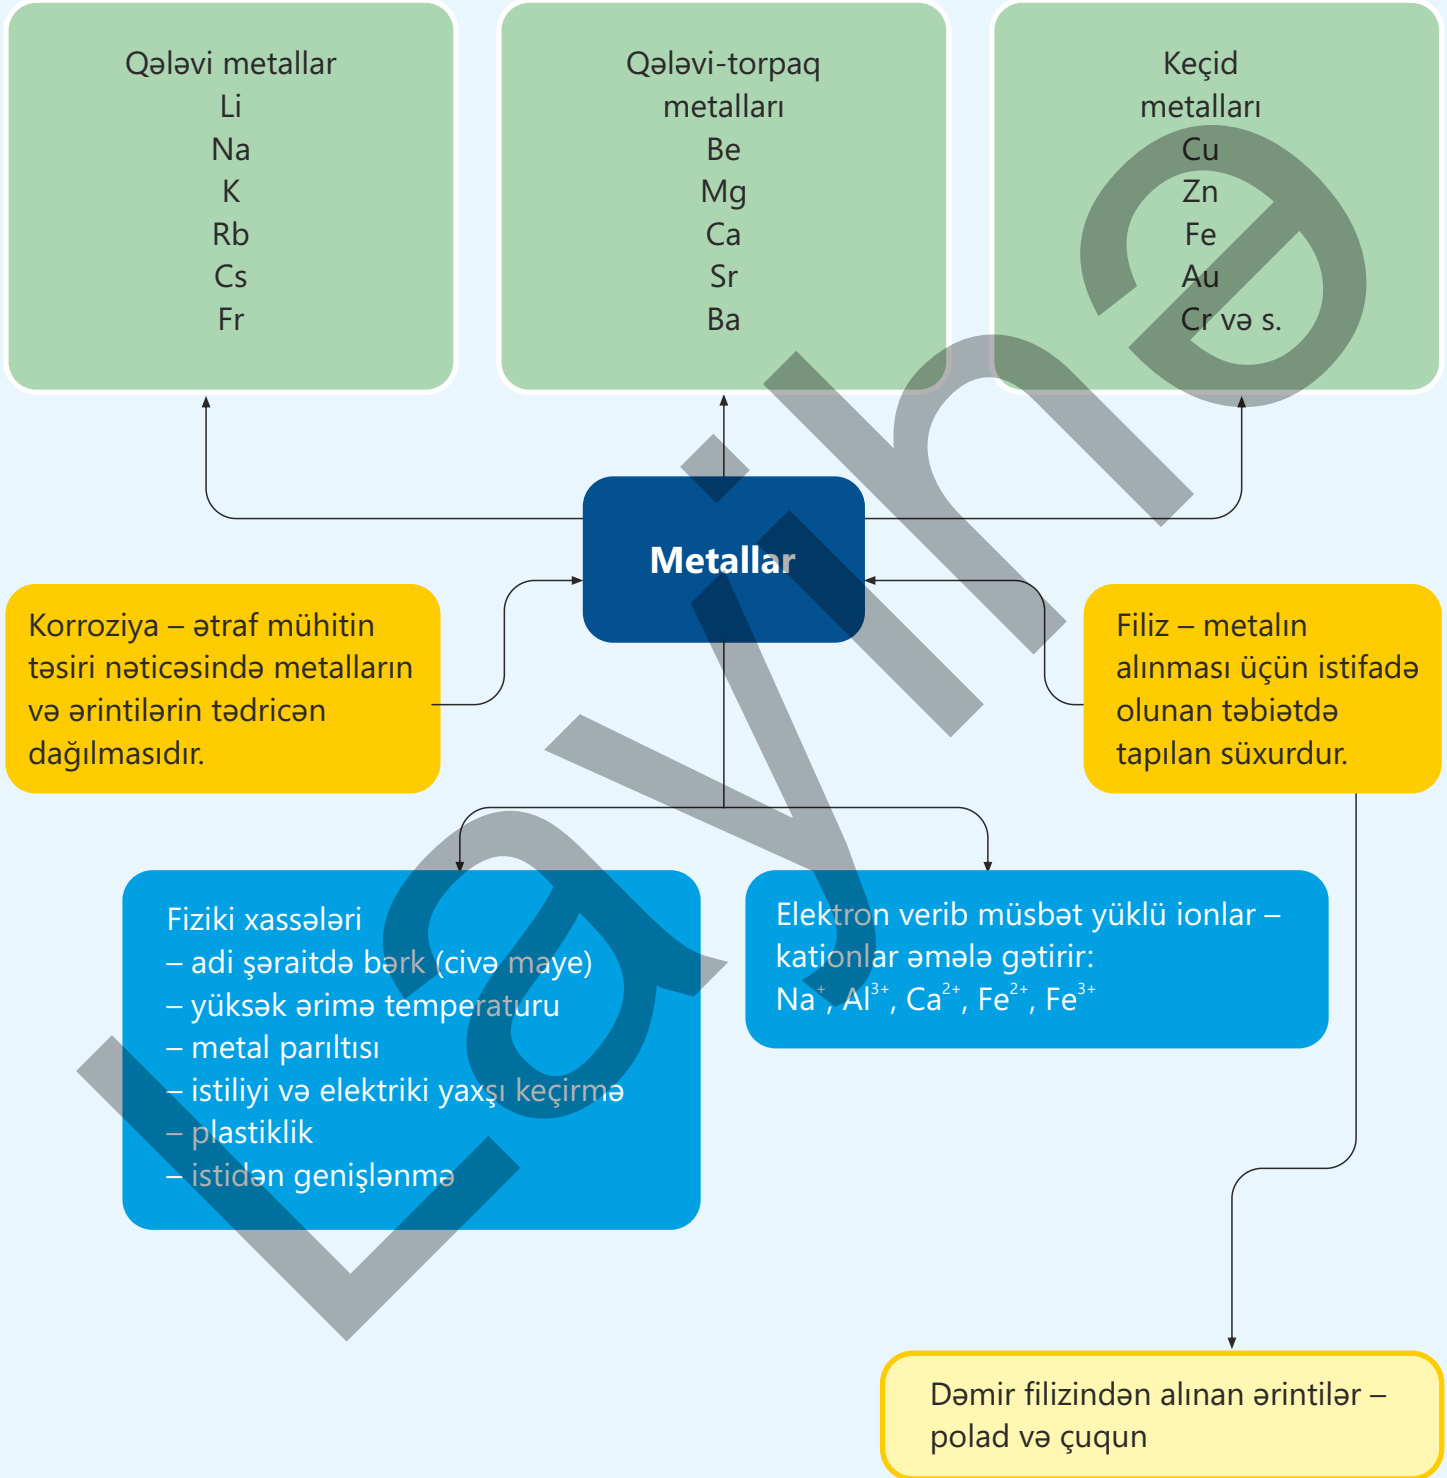 Qələvi metallar
Li
Na
K
Rb
Cs
Fr
Qələvi-torpaq
metalları
Be
Mg
Ca
Sr
Ba
Keçid
metalları
Cu
Zn
Fe
Au
Cr və s.
Metallar
Korroziya – ətraf mühitin
təsiri nəticəsində metalların
və ərintilərin tədricən
dağılmasıdır.
Filiz – metalın
alınması üçün istifadə
olunan təbiətdə
tapılan süxurdur.
Fiziki xassələri
– adi şəraitdə bərk (civə maye)
– yüksək ərimə temperaturu
– metal parıltısı
– istiliyi və elektriki yaxşı keçirmə
– plastiklik
– istidən genişlənmə
Elektron verib müsbət yüklü ionlar –
kationlar əmələ gətirir:
Na⁺, Al³⁺, Ca²⁺, Fe²⁺, Fe³⁺
Dəmir filizindən alınan ərintilər –
polad və çuqun
Layihə